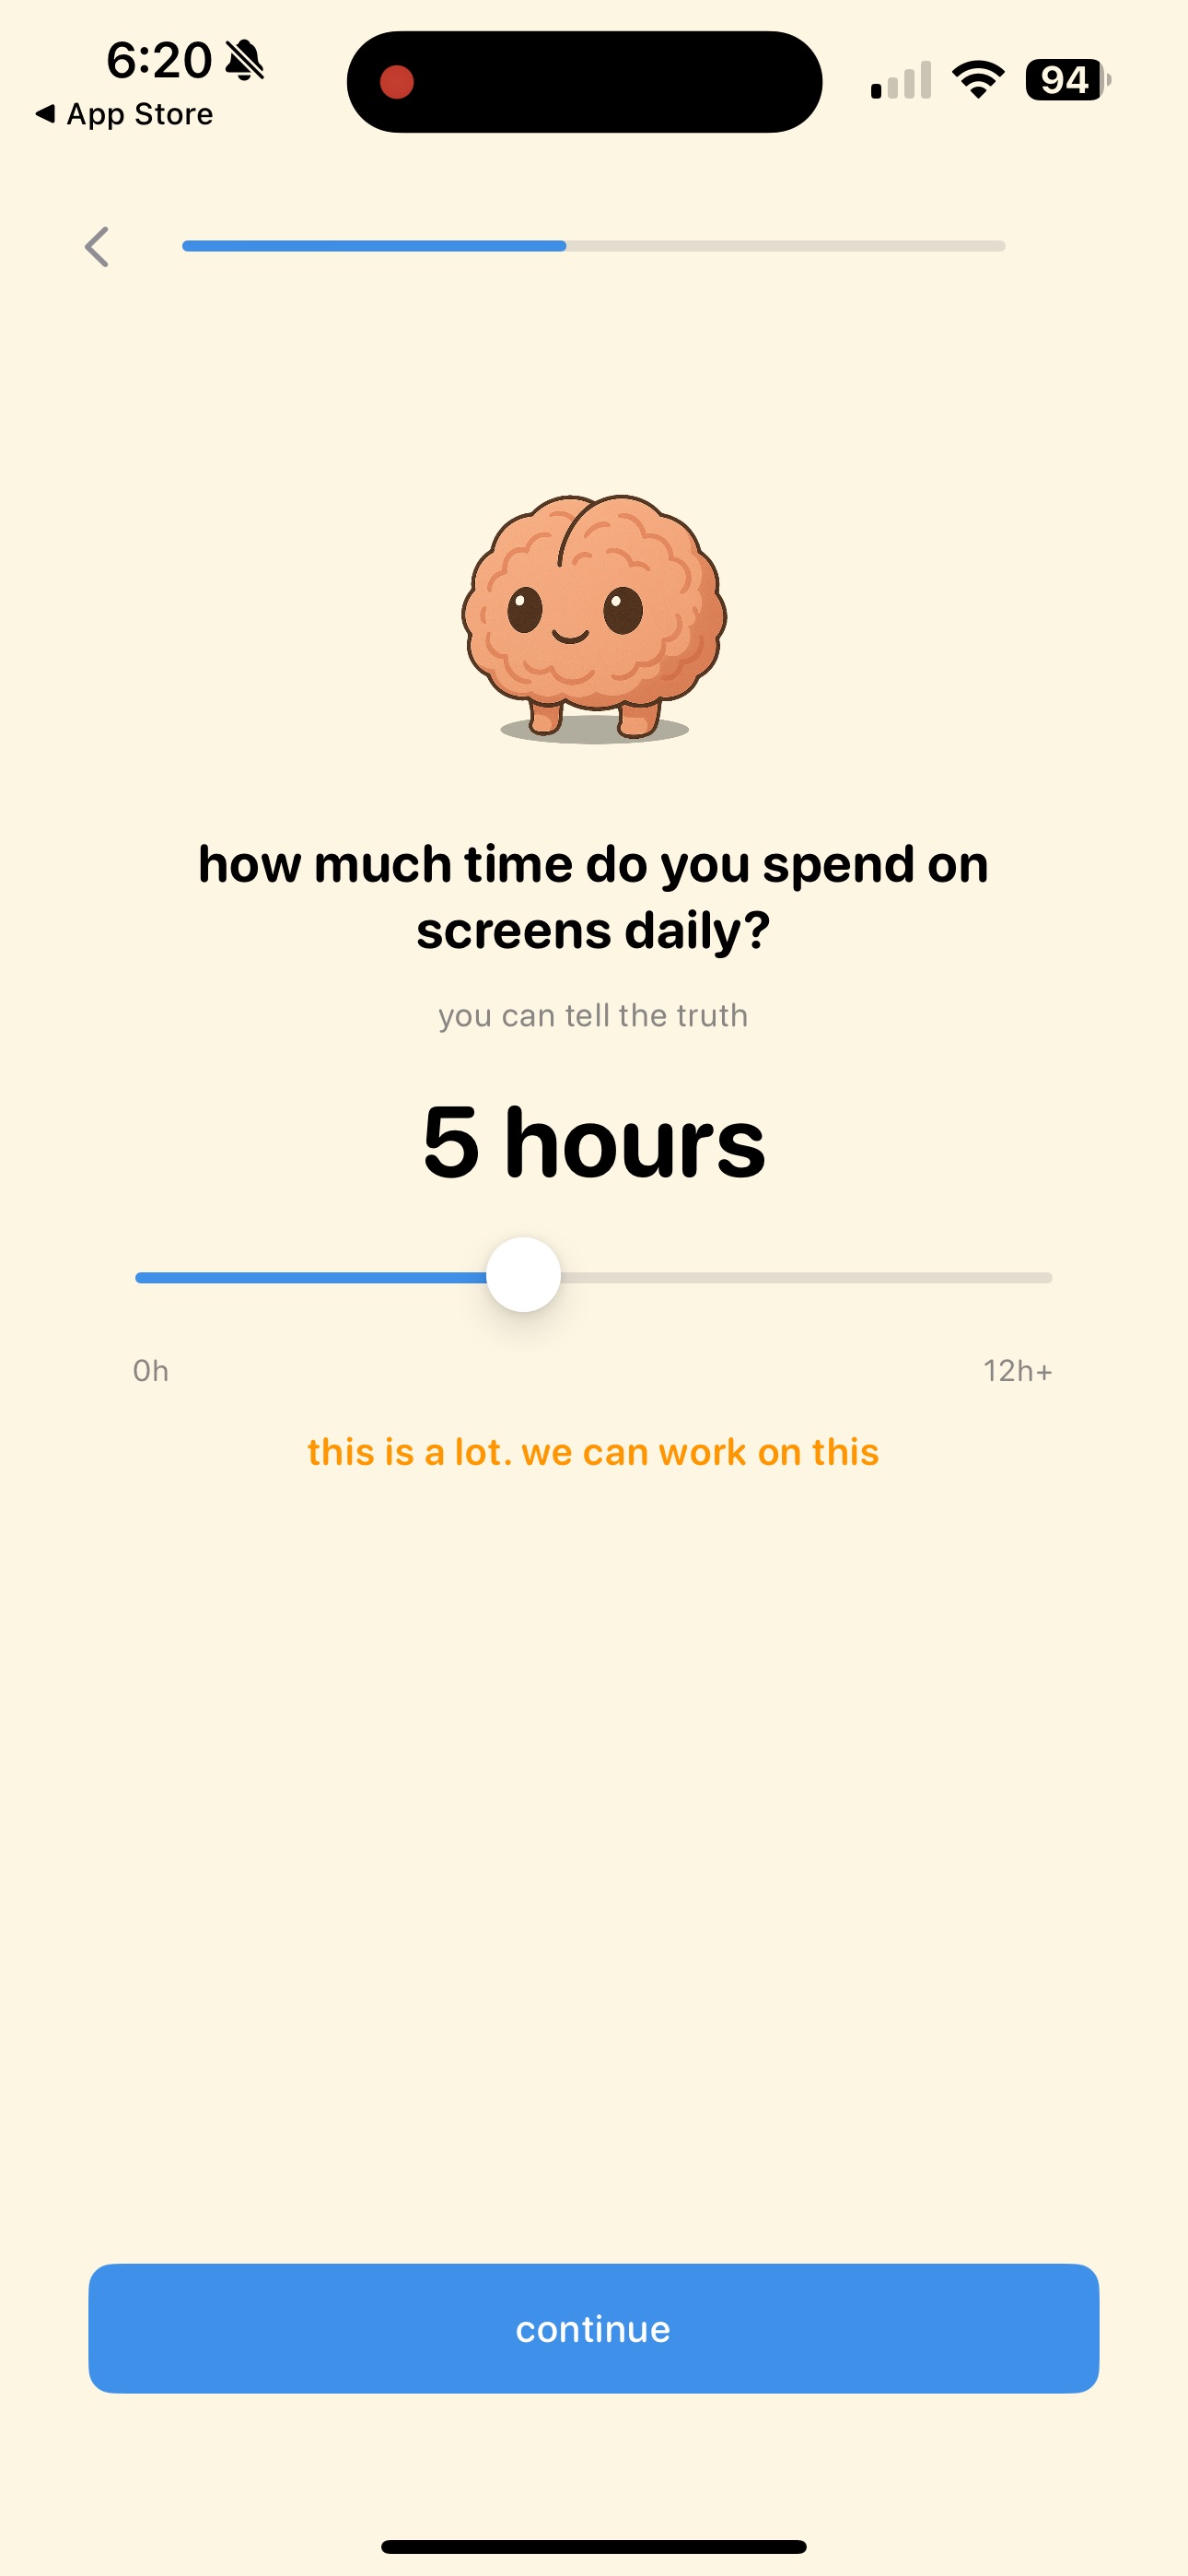 6:20
94
App Store
how much time do you spend on
screens daily?
you can tell the truth
5 hours
0h
12h+
this is a lot. we can work on this
continue